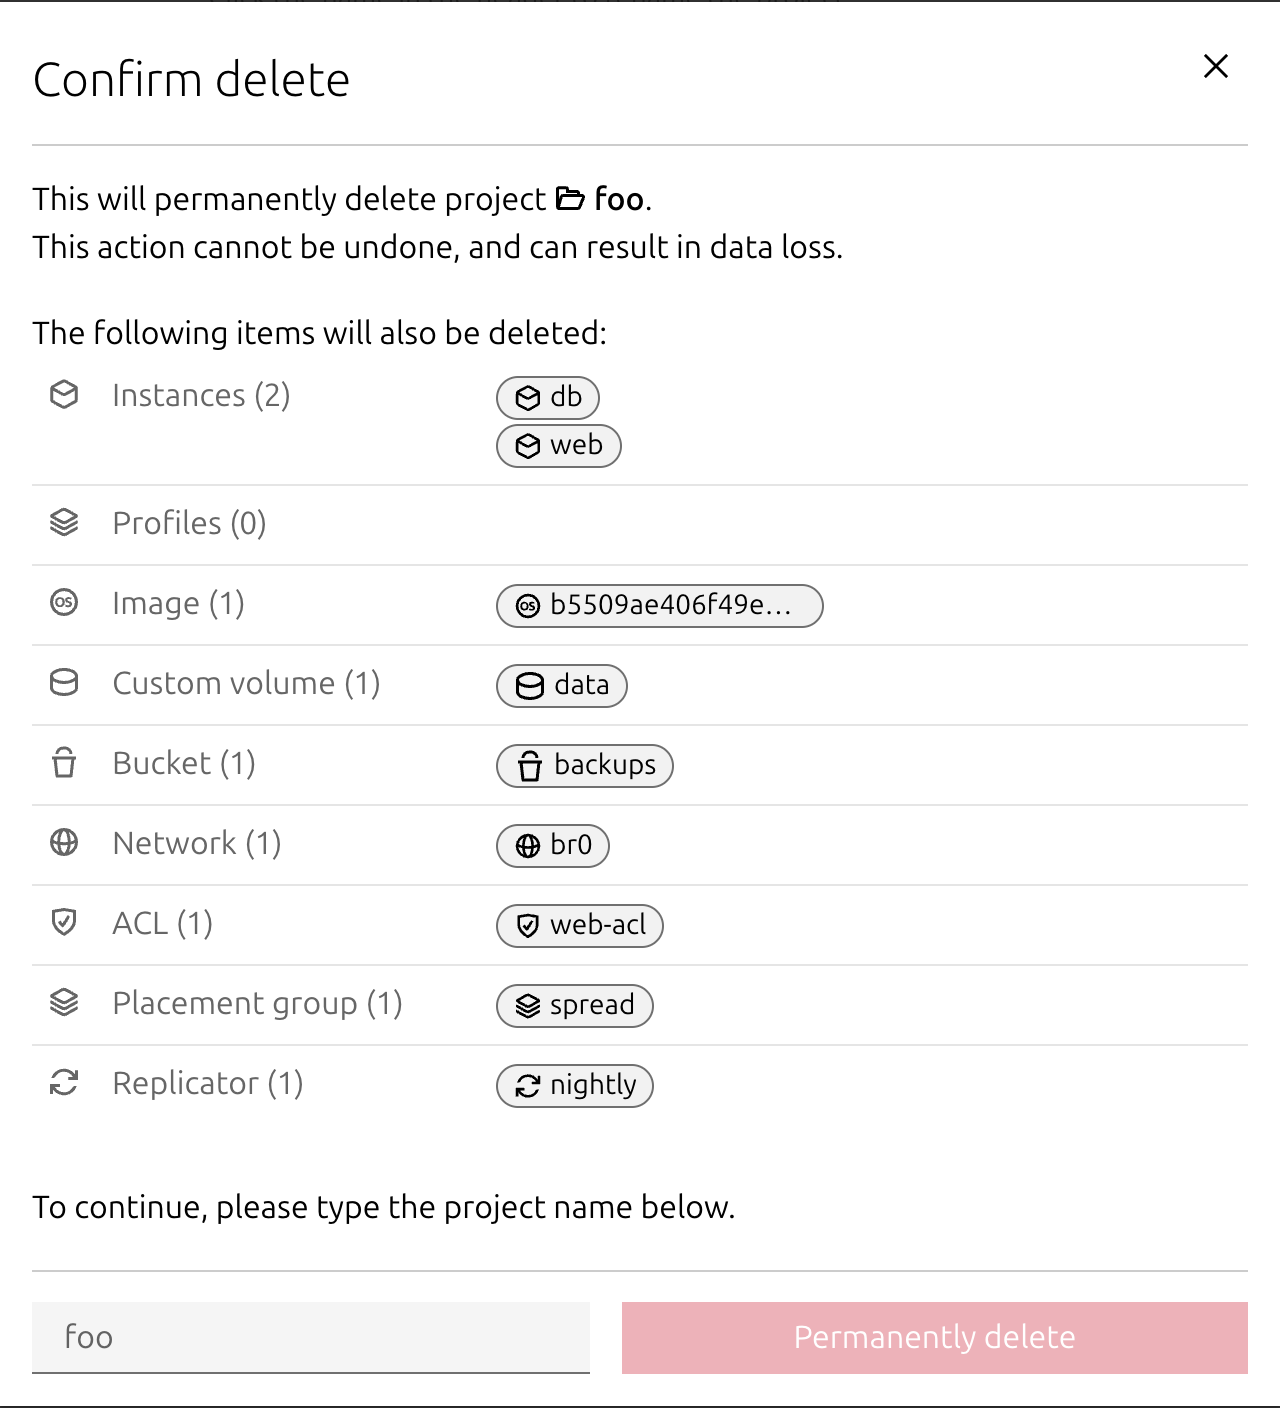 Confirm delete
This will permanently delete project foo.
This action cannot be undone, and can result in data loss.
The following items will also be deleted:
Instances (2) db
web
Profiles (0)
Image (1) b5509ae406f49e...
Custom volume (1) data
Bucket (1) backups
Network (1) br0
ACL (1) web-acl
Placement group (1) spread
Replicator (1) nightly
To continue, please type the project name below.
foo Permanently delete